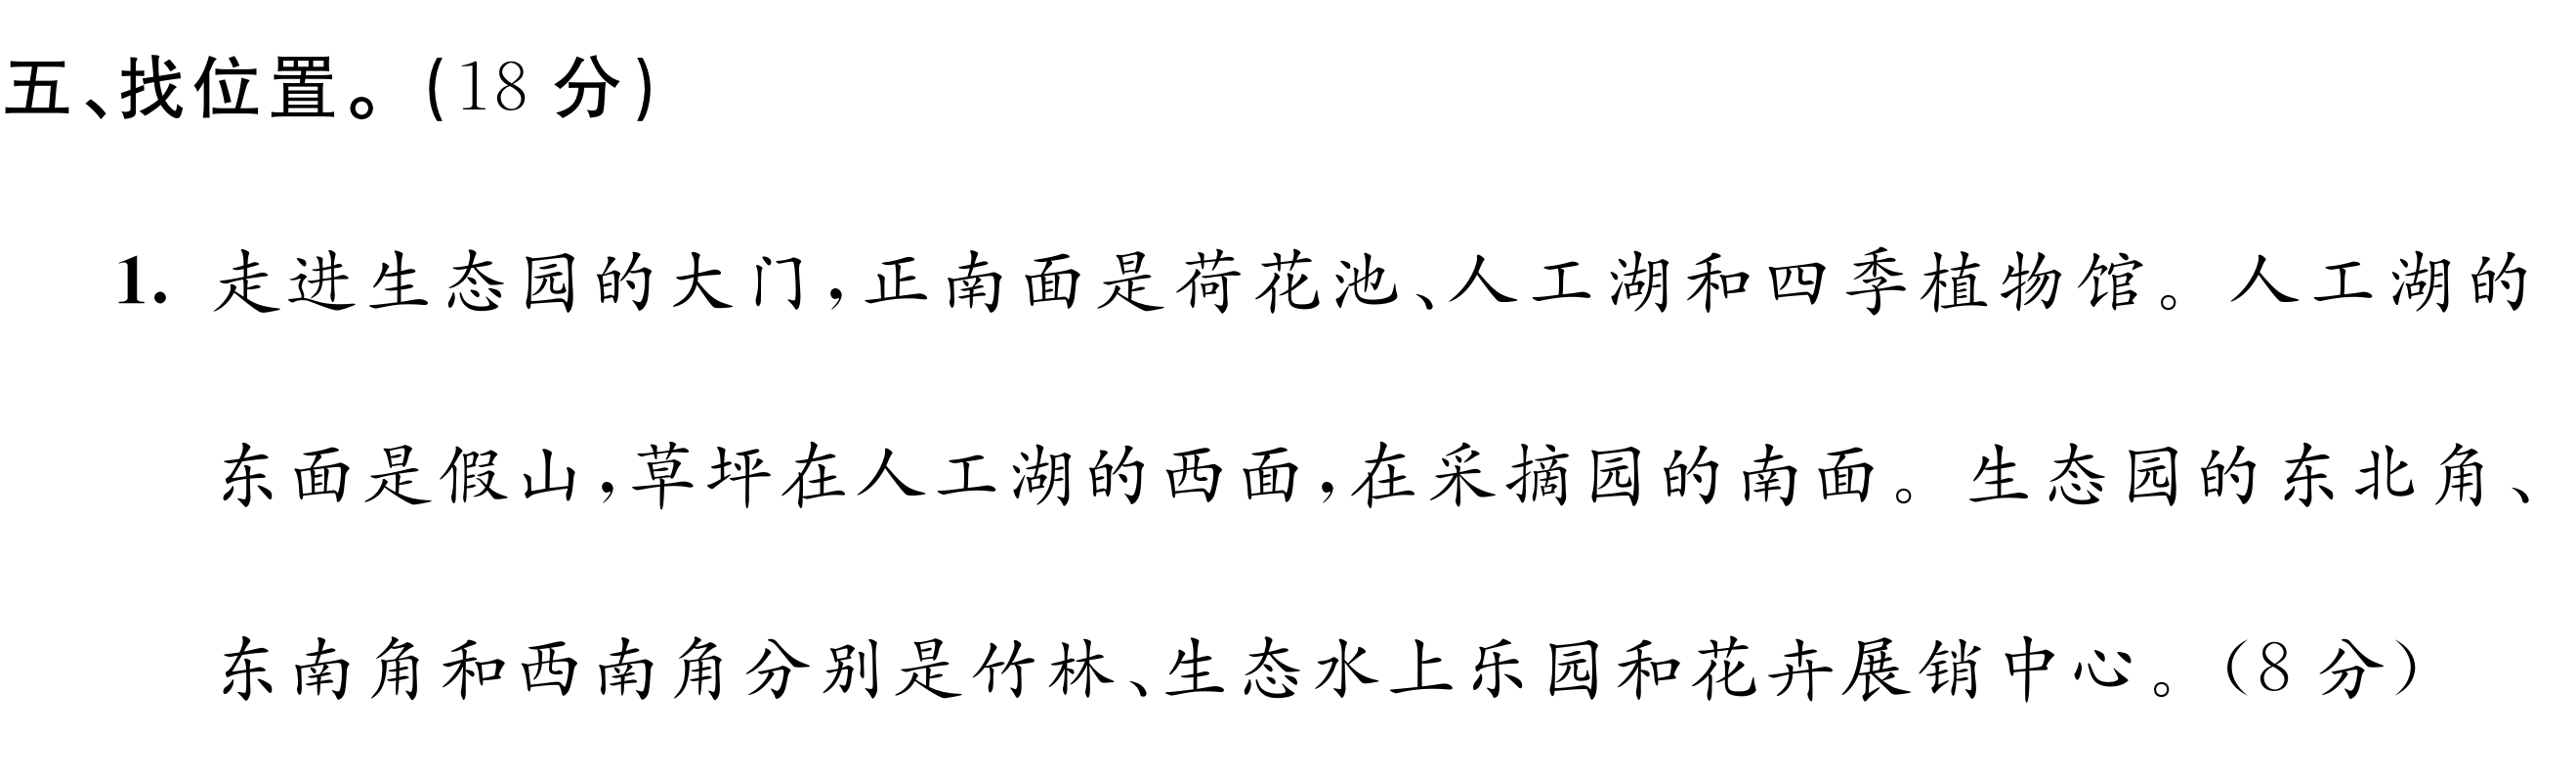 五、找位置。(18 分)
1. 走进生态园的大门,正南面是荷花池、人工湖和四季植物馆。人工湖的
东面是假山,草坪在人工湖的西面,在采摘园的南面。生态园的东北角、
东南角和西南角分别是竹林、生态水上乐园和花卉展销中心。(8 分)